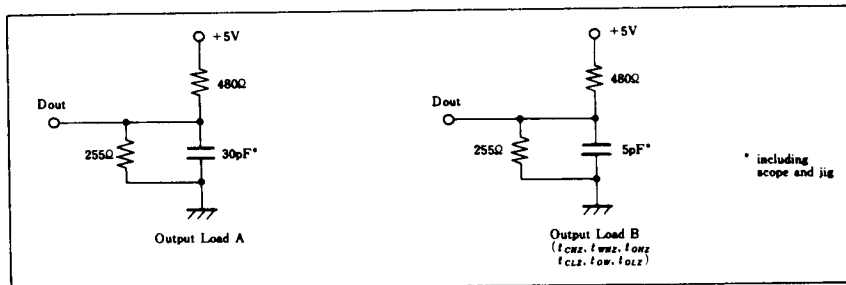 +5V
480Ω
Dout
255Ω
30pF*
Output Load A
+5V
480Ω
Dout
255Ω
5pF*
Output Load B
(tCHZ, tWHZ, tOHZ
tCLZ, tOW, tOLZ)
* including
scope and jig